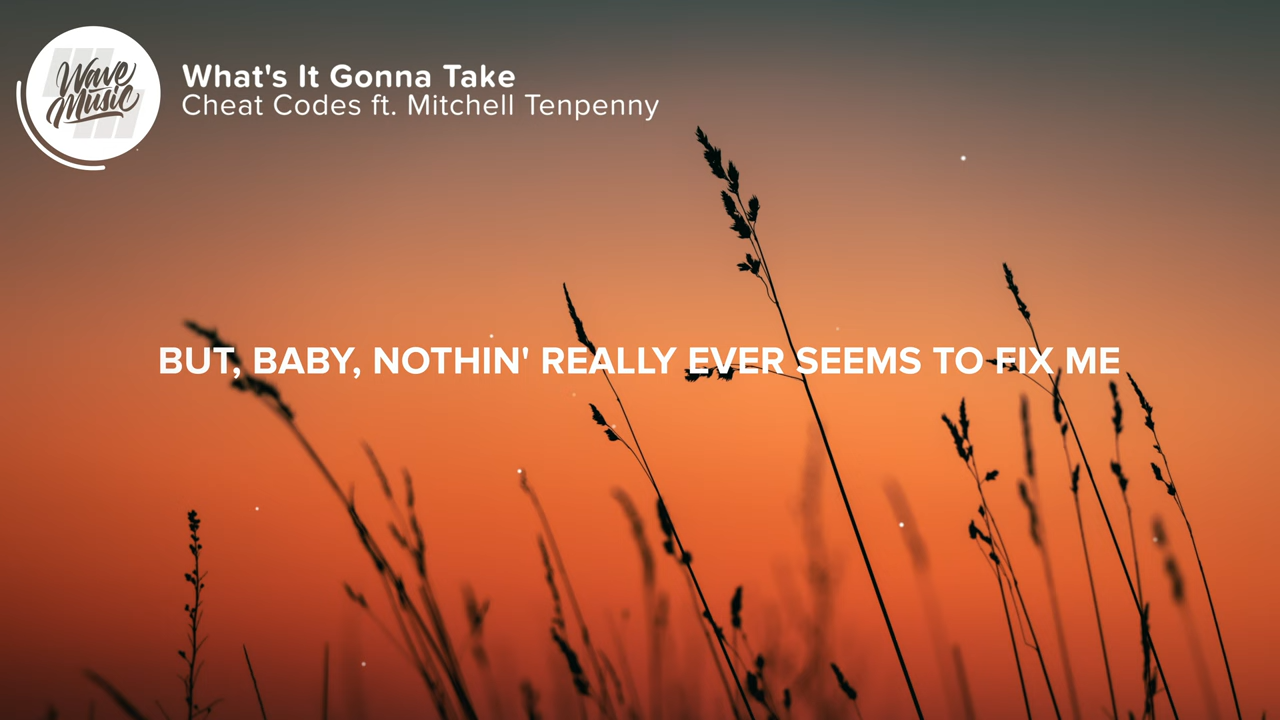 Wave
Music
What's It Gonna Take
Cheat Codes ft. Mitchell Tenpenny
BUT, BABY, NOTHIN' REALLY EVER SEEMS TO FIX ME